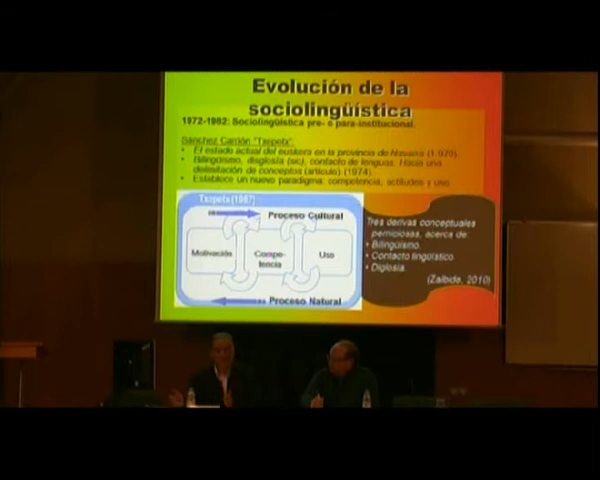 Evolución de la
sociolingüística
1972-1982: Sociolingüística pre- o para-institucional.
Sánchez Carrión "Txepetx":
• El estado actual del euskera en la provincia de Navarra (1970).
• Bilingüismo, disglosia (sic), contacto de lenguas. Hacia una
delimitación de conceptos (artículo) (1974).
• Establece un nuevo paradigma: competencia, actitudes y uso
Txepetx (1987)
Proceso Cultural
Motivación
Compe-
tencia
Uso
Proceso Natural
Tres derivas conceptuales
perniciosas, acerca de:
• Bilingüismo.
• Contacto lingüístico.
• Diglosia.
(Zalbide, 2010)